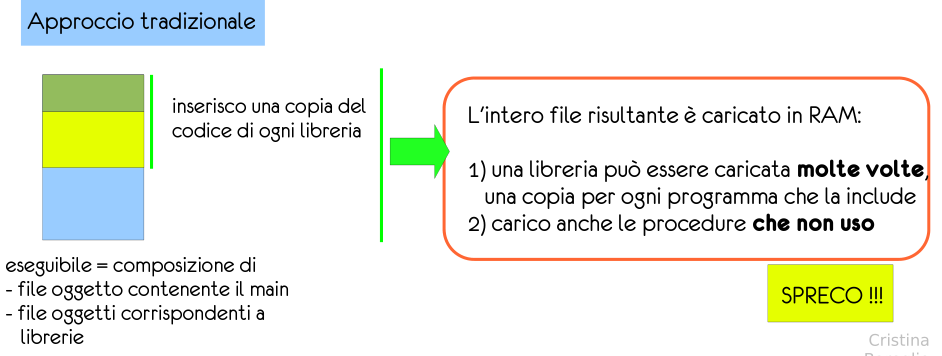 Approccio tradizionale
inserisco una copia del
codice di ogni libreria
L'intero file risultante è caricato in RAM:
1) una libreria può essere caricata molte volte,
una copia per ogni programma che la include
2) carico anche le procedure che non uso
eseguibile = composizione di
- file oggetto contenente il main
- file oggetti corrispondenti a
librerie
SPRECO !!!
Cristina